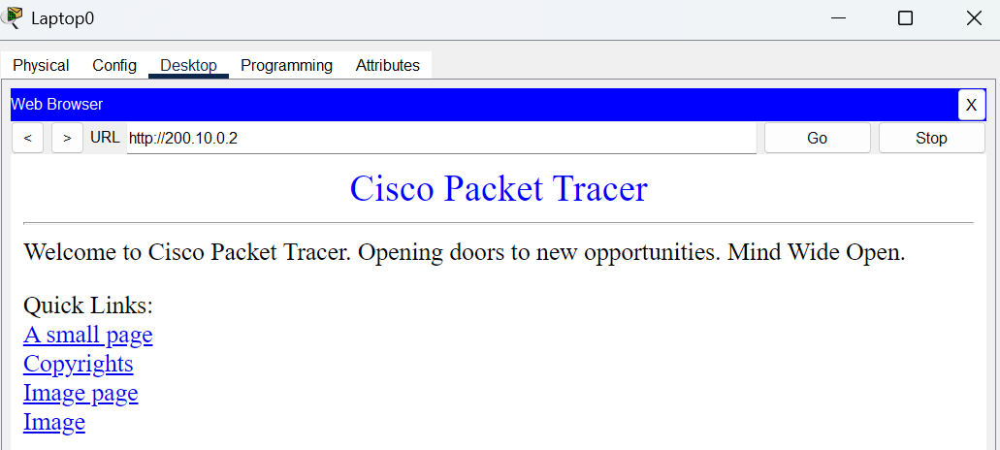 Laptop0
Physical Config Desktop Programming Attributes
Web Browser X
< > URL http://200.10.0.2 Go Stop
Cisco Packet Tracer
Welcome to Cisco Packet Tracer. Opening doors to new opportunities. Mind Wide Open.
Quick Links:
A small page
Copyrights
Image page
Image